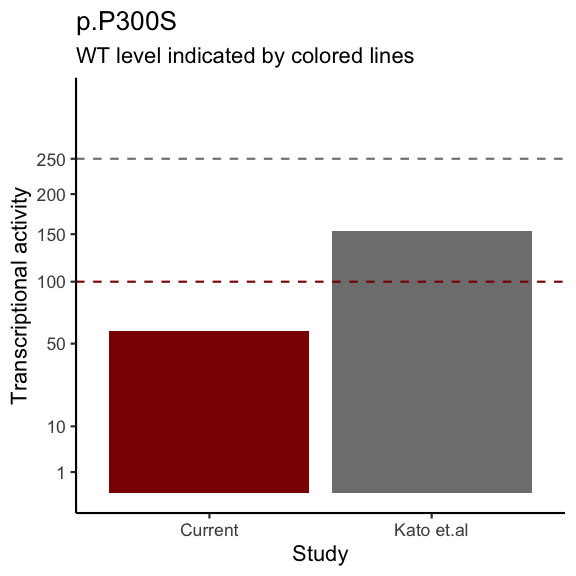 p.P300S
WT level indicated by colored lines
Transcriptional activity
250
200
150
100
50
10
1
Current
Kato et.al
Study